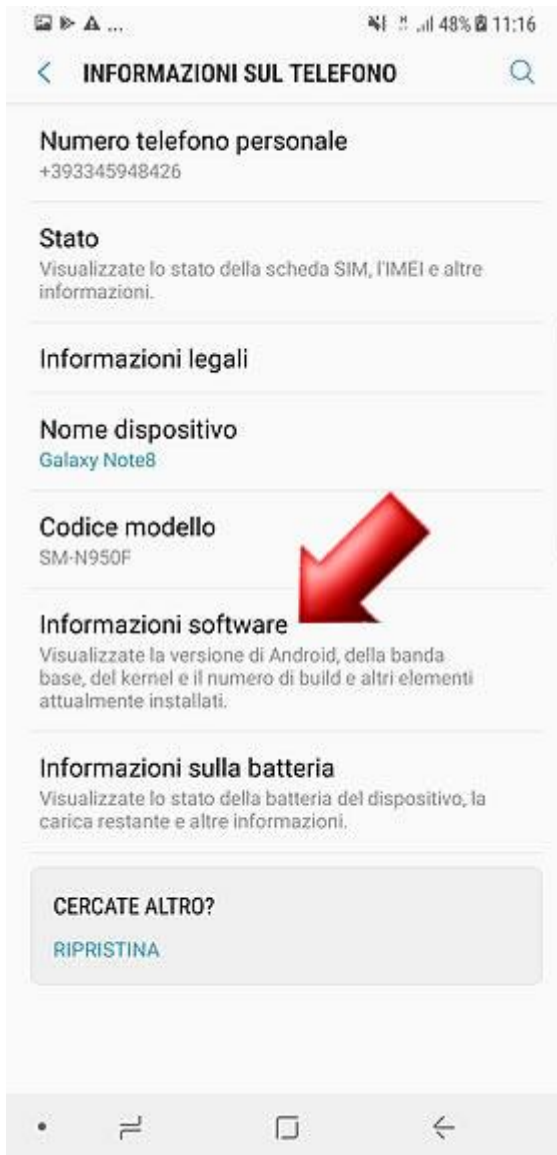 ... 48% 11:16
INFORMAZIONI SUL TELEFONO
Numero telefono personale
+393345948426
Stato
Visualizzate lo stato della scheda SIM, l'IMEI e altre
informazioni.
Informazioni legali
Nome dispositivo
Galaxy Note8
Codice modello
SM-N950F
Informazioni software
Visualizzate la versione di Android, della banda
base, del kernel e il numero di build e altri elementi
attualmente installati.
Informazioni sulla batteria
Visualizzate lo stato della batteria del dispositivo, la
carica restante e altre informazioni.
CERCATE ALTRO?
RIPRISTINA